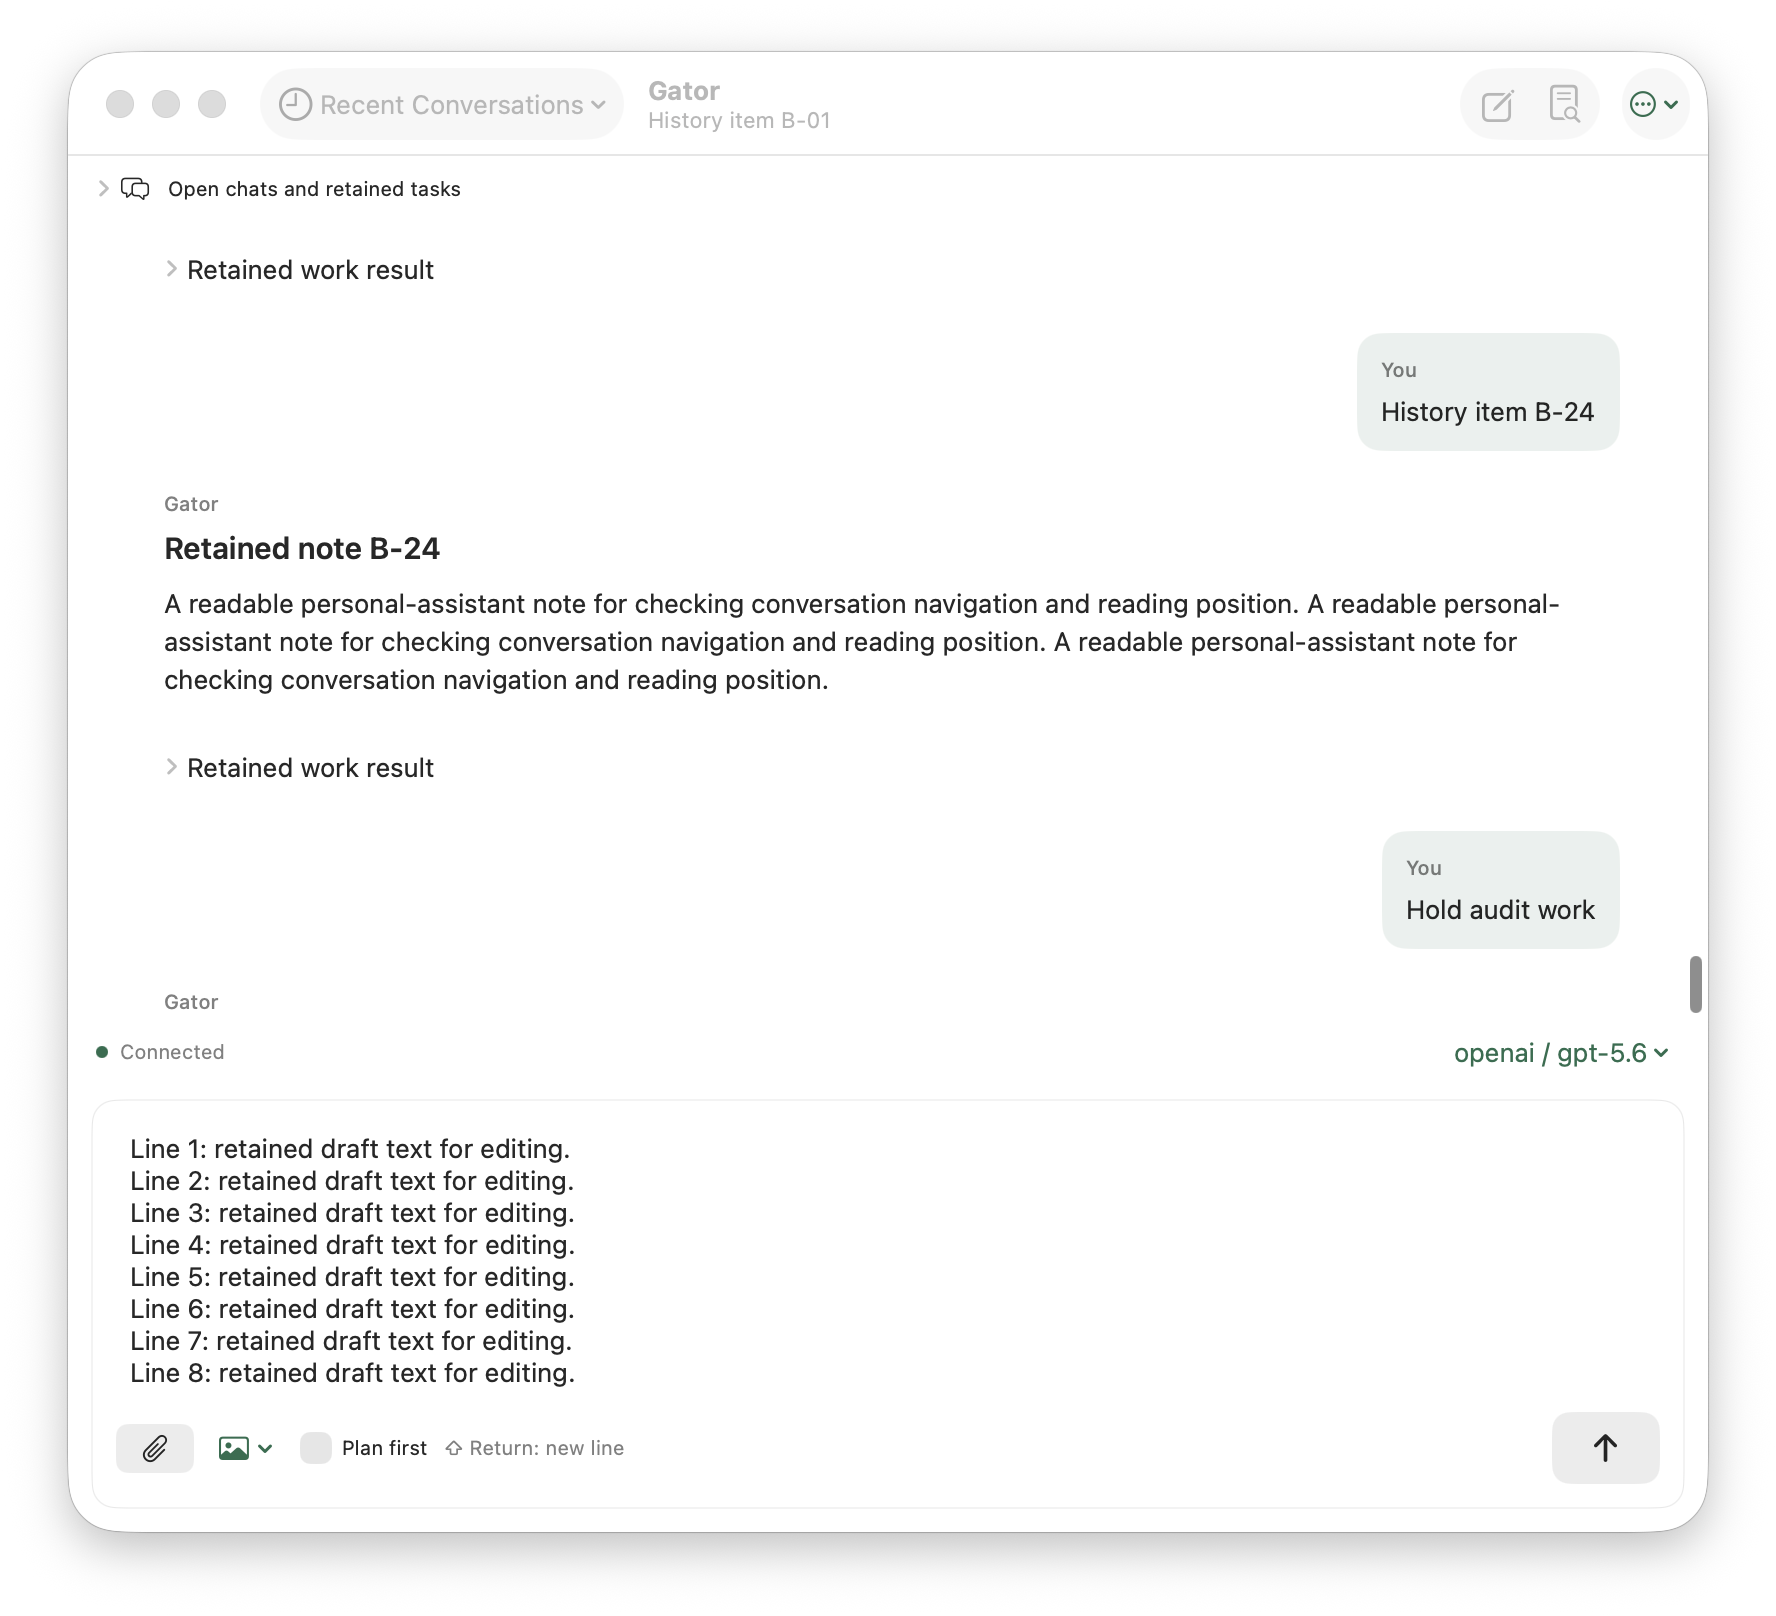 Recent Conversations
Gator
History item B-01
Open chats and retained tasks
Retained work result
You
History item B-24
Gator
Retained note B-24
A readable personal-assistant note for checking conversation navigation and reading position. A readable personal-
assistant note for checking conversation navigation and reading position. A readable personal-assistant note for
checking conversation navigation and reading position.
Retained work result
You
Hold audit work
Gator
Connected
openai / gpt-5.6
Line 1: retained draft text for editing.
Line 2: retained draft text for editing.
Line 3: retained draft text for editing.
Line 4: retained draft text for editing.
Line 5: retained draft text for editing.
Line 6: retained draft text for editing.
Line 7: retained draft text for editing.
Line 8: retained draft text for editing.
Plan first
⇧ Return: new line